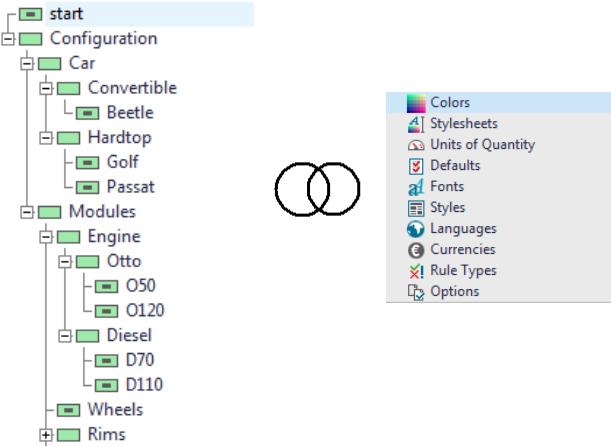 start
Configuration
Car
Convertible
Beetle
Hardtop
Golf
Passat
Modules
Engine
Otto
O50
O120
Diesel
D70
D110
Wheels
Rims
Colors
Stylesheets
Units of Quantity
Defaults
Fonts
Styles
Languages
Currencies
Rule Types
Options